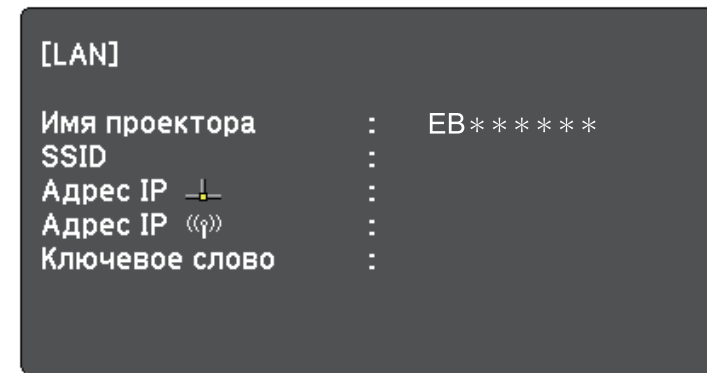 [LAN]
Имя проектора : EB＊＊＊＊＊＊
SSID :
Адрес IP :
Адрес IP :
Ключевое слово :